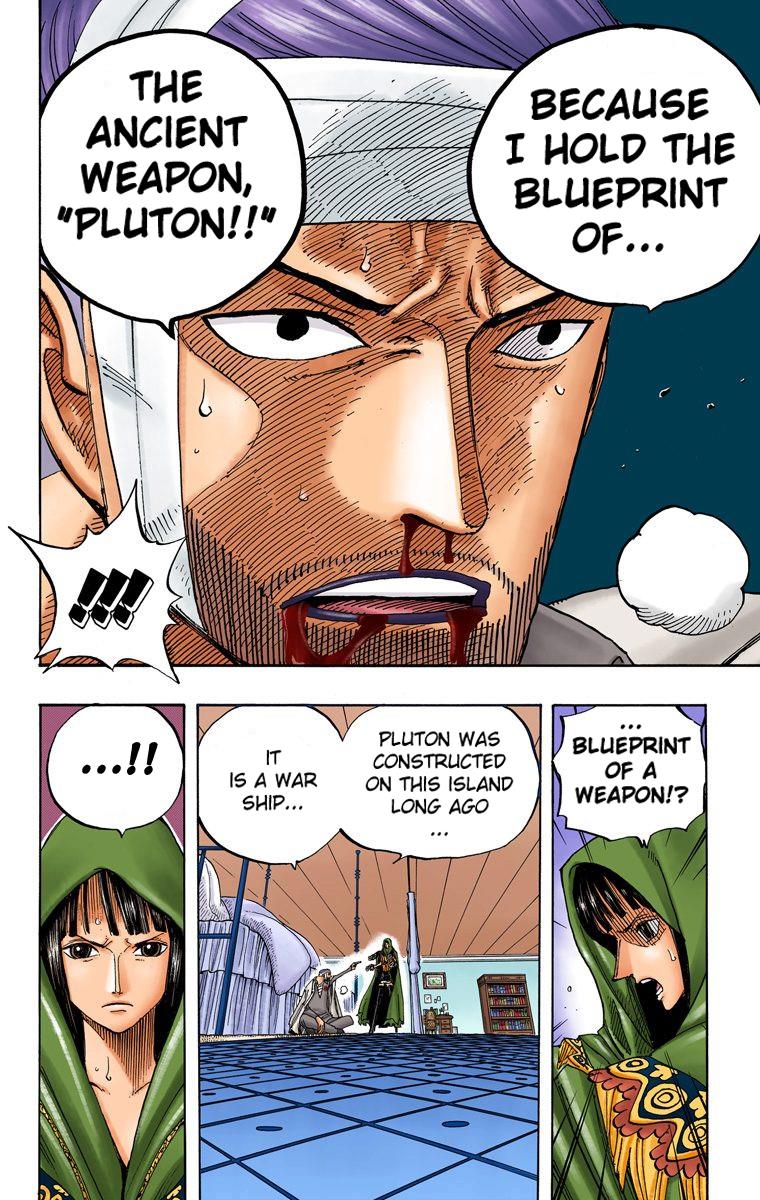 BECAUSE
I HOLD THE
BLUEPRINT
OF...
THE
ANCIENT
WEAPON,
"PLUTON!!"
!!!!
...
BLUEPRINT
OF A
WEAPON!?
PLUTON WAS
CONSTRUCTED
ON THIS ISLAND
LONG AGO
...
IT
IS A WAR
SHIP...
...!!